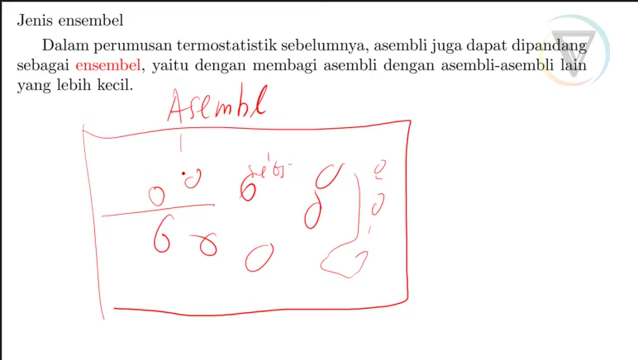 Jenis ensembel
Dalam perumusan termostatistik sebelumnya, asembli juga dapat dipandang
sebagai ensembel, yaitu dengan membagi asembli dengan asembli-asembli lain
yang lebih kecil.
Asembl